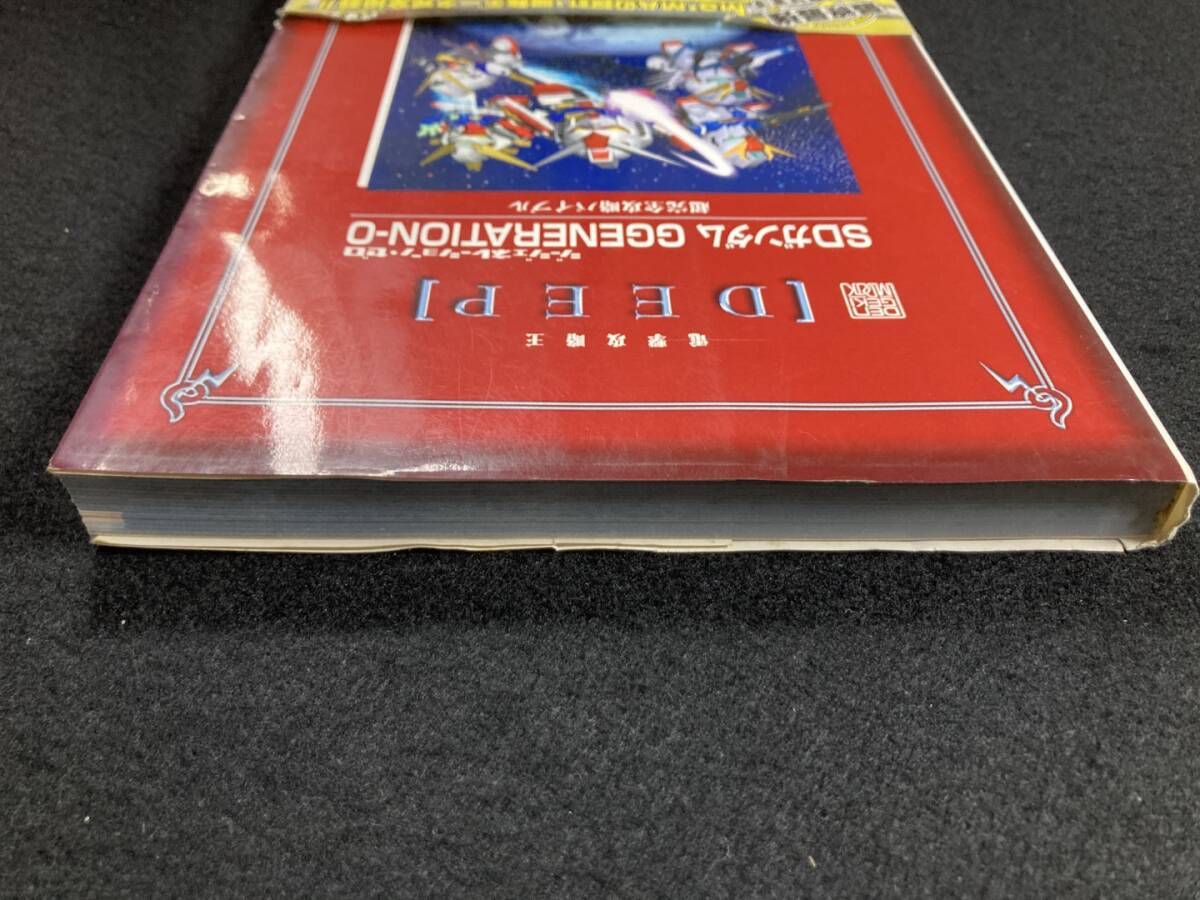 電撃攻略王
[DEEP]
SDガンダム GGENERATION-0
ジージェネレーション・ゼロ
超完全攻略バイブル